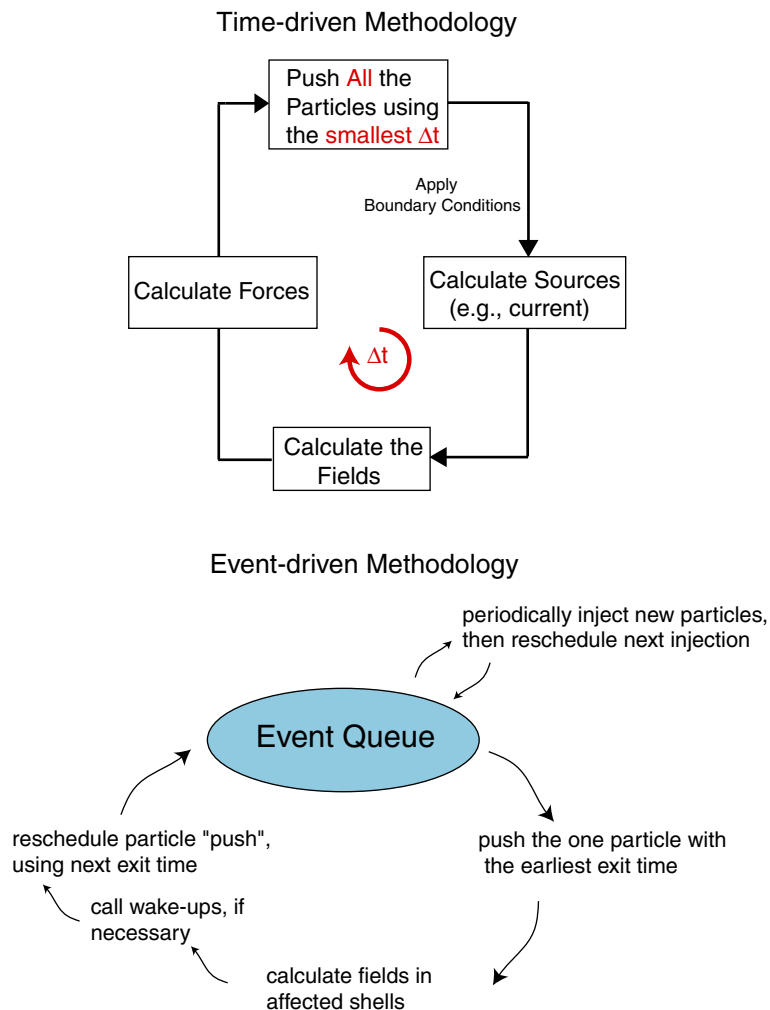 Time-driven Methodology
Push All the
Particles using
the smallest Δt
Apply
Boundary Conditions
Calculate Forces
Calculate Sources
(e.g., current)
Δt
Calculate the
Fields
Event-driven Methodology
periodically inject new particles,
then reschedule next injection
Event Queue
reschedule particle "push",
using next exit time
push the one particle with
the earliest exit time
call wake-ups, if
necessary
calculate fields in
affected shells